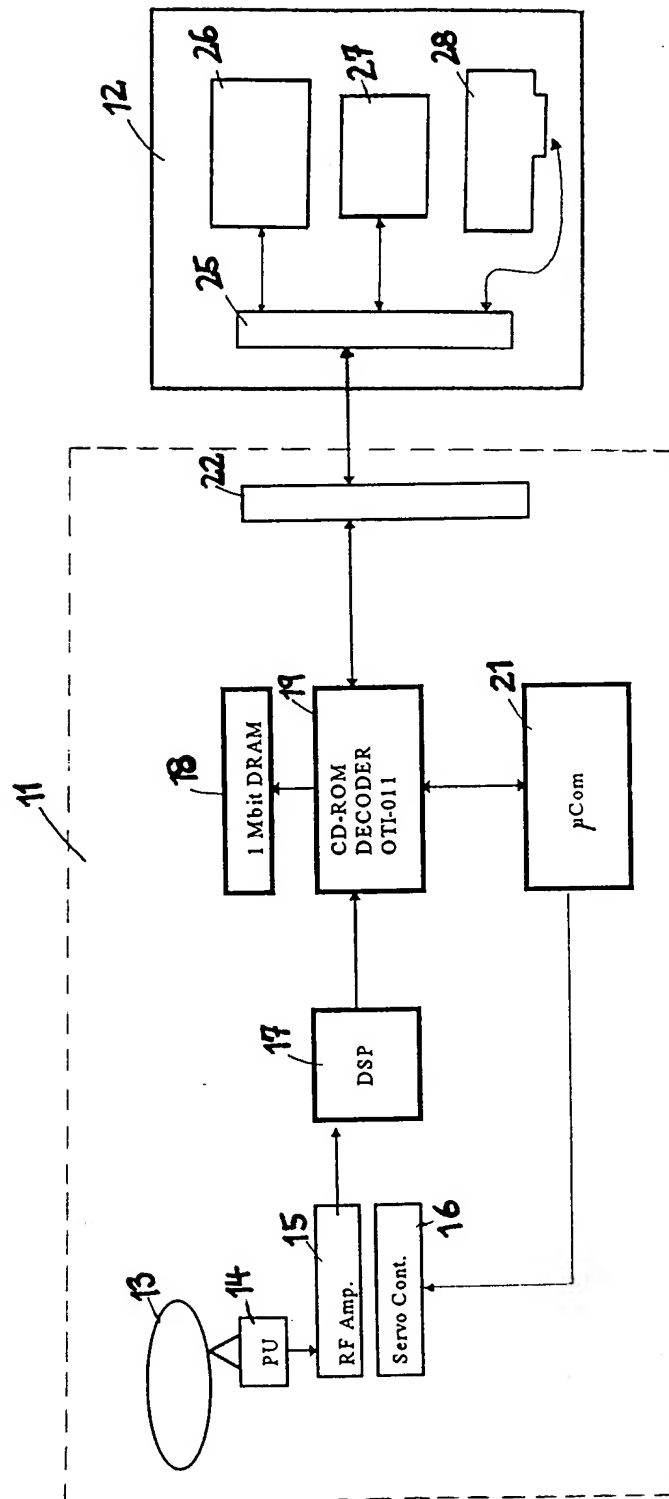 11
12
13
14
PU
15
RF Amp.
16
Servo Cont.
17
DSP
18
1 Mbit DRAM
19
CD-ROM
DECODER
OTI-011
21
µCom
22
25
26
27
28